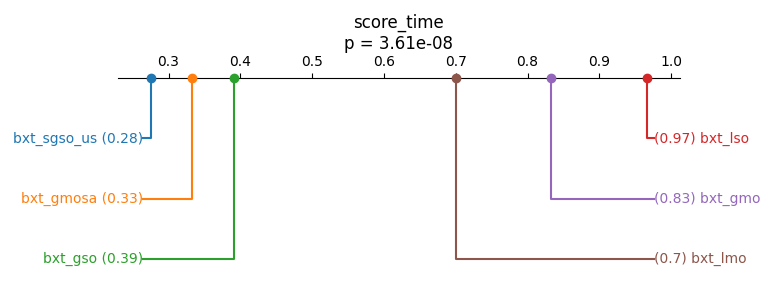 score_time
p = 3.61e-08
0.3 0.4 0.5 0.6 0.7 0.8 0.9 1.0
bxt_sgso_us (0.28) (0.97) bxt_lso
bxt_gmosa (0.33) (0.83) bxt_gmo
bxt_gso (0.39) (0.7) bxt_lmo